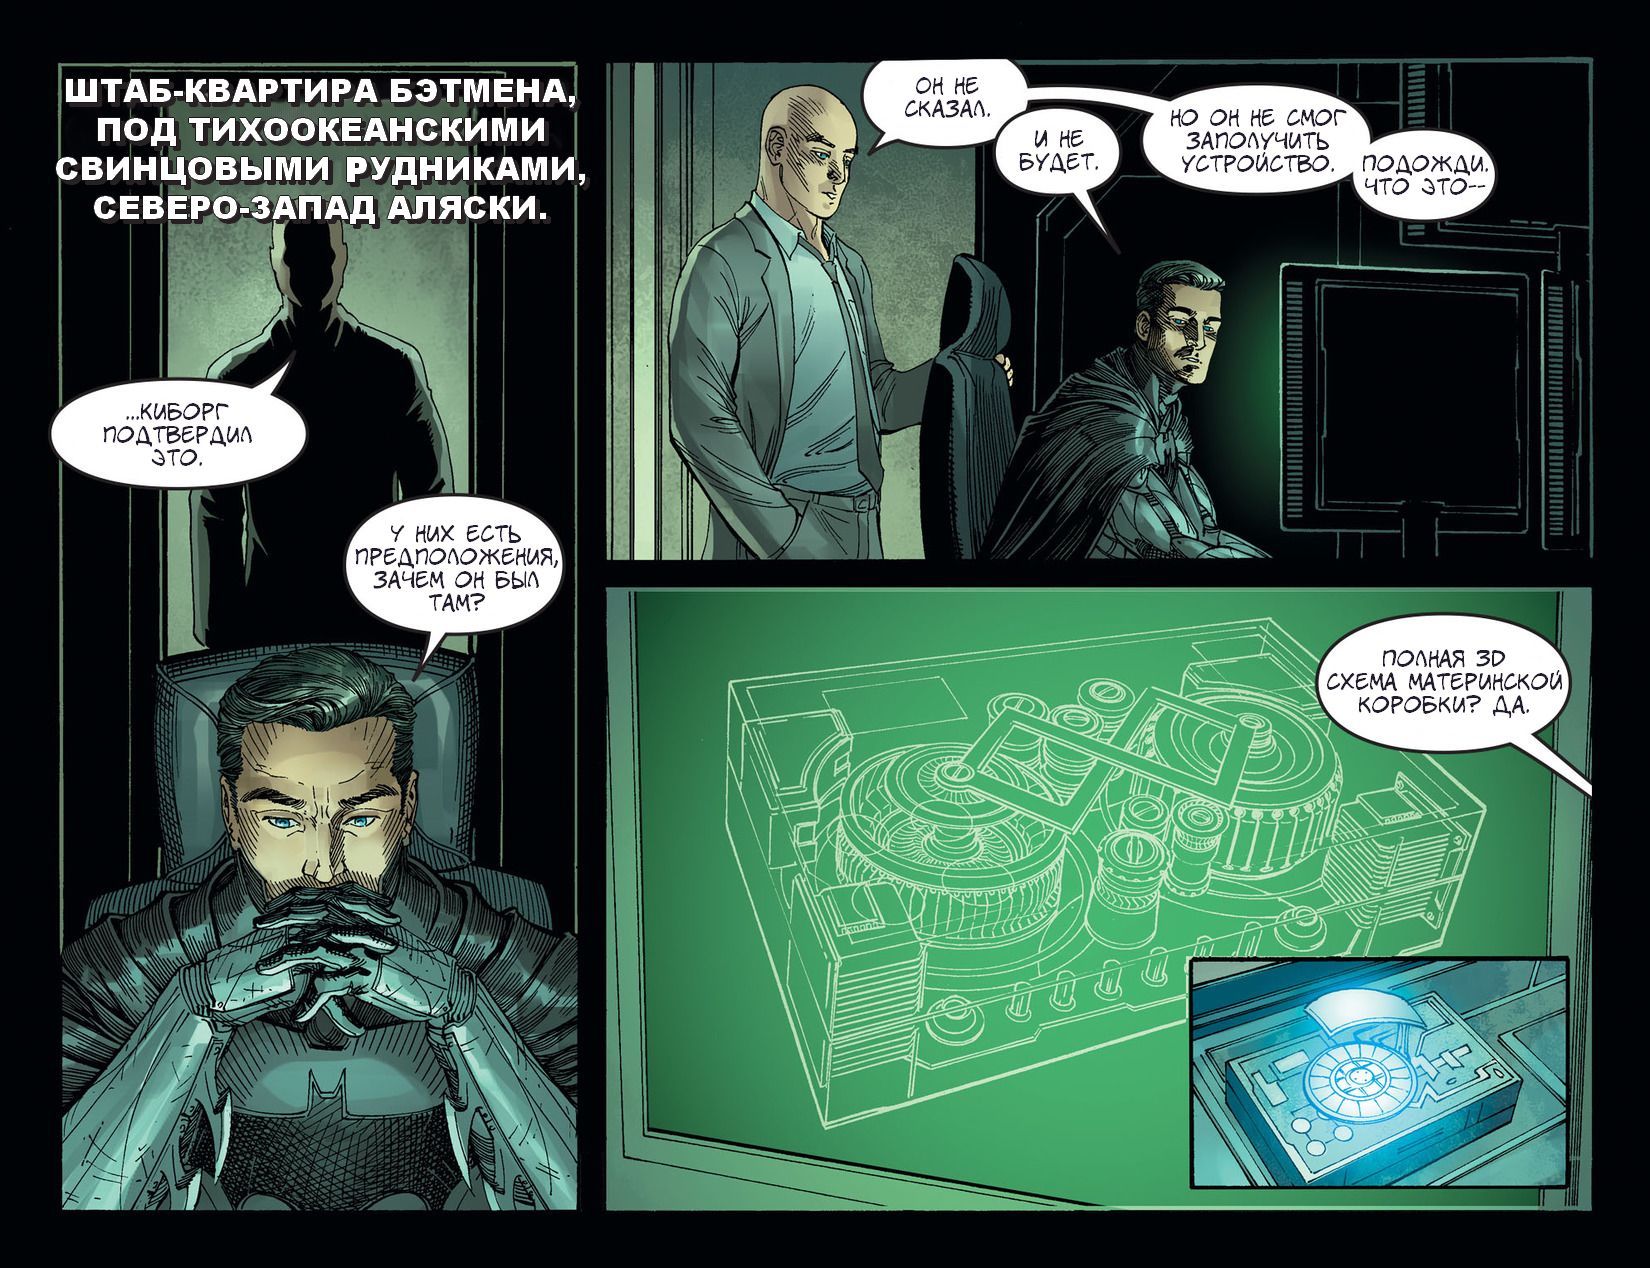 ШТАБ-КВАРТИРА БЭТМЕНА,
ПОД ТИХООКЕАНСКИМИ
СВИНЦОВЫМИ РУДНИКАМИ,
СЕВЕРО-ЗАПАД АЛЯСКИ.
...КИБОРГ
ПОДТВЕРДИЛ
ЭТО.
У НИХ ЕСТЬ
ПРЕДПОЛОЖЕНИЯ,
ЗАЧЕМ ОН БЫЛ
ТАМ?
ОН НЕ
СКАЗАЛ.
И НЕ
БУДЕТ.
НО ОН НЕ СМОГ
ЗАПОЛУЧИТЬ
УСТРОЙСТВО.
ПОДОЖДИ.
ЧТО ЭТО--
ПОЛНАЯ 3D
СХЕМА МАТЕРИНСКОЙ
КОРОБКИ? ДА.